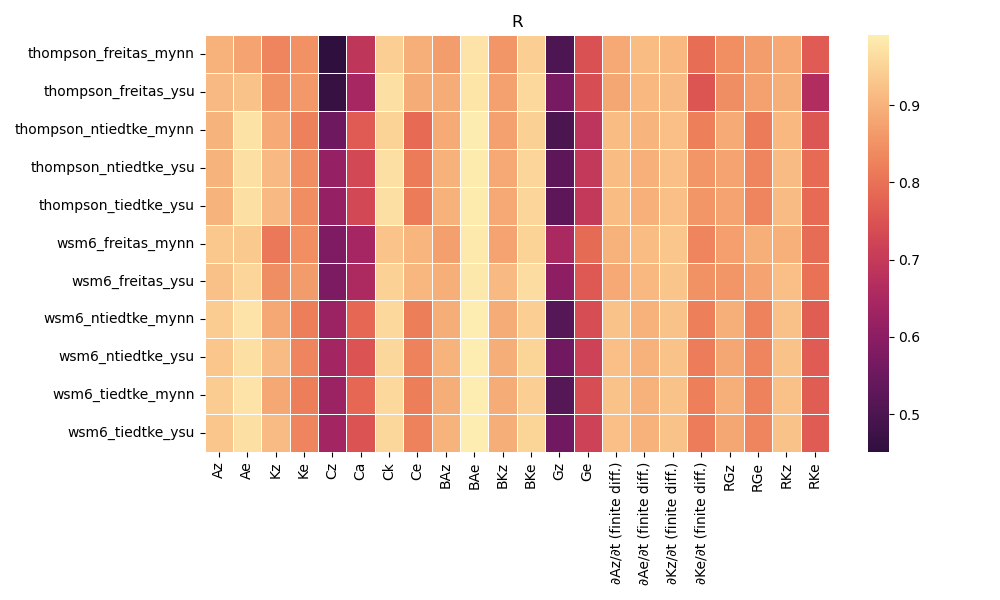 R
thompson_freitas_mynn
thompson_freitas_ysu
thompson_ntiedtke_mynn
thompson_ntiedtke_ysu
thompson_tiedtke_ysu
wsm6_freitas_mynn
wsm6_freitas_ysu
wsm6_ntiedtke_mynn
wsm6_ntiedtke_ysu
wsm6_tiedtke_mynn
wsm6_tiedtke_ysu
Az
Ae
Kz
Ke
Cz
Ca
Ck
Ce
BAz
BAe
BKz
BKe
Gz
Ge
∂Az/∂t (finite diff.)
∂Ae/∂t (finite diff.)
∂Kz/∂t (finite diff.)
∂Ke/∂t (finite diff.)
RGz
RGe
RKz
RKe
0.9
0.8
0.7
0.6
0.5